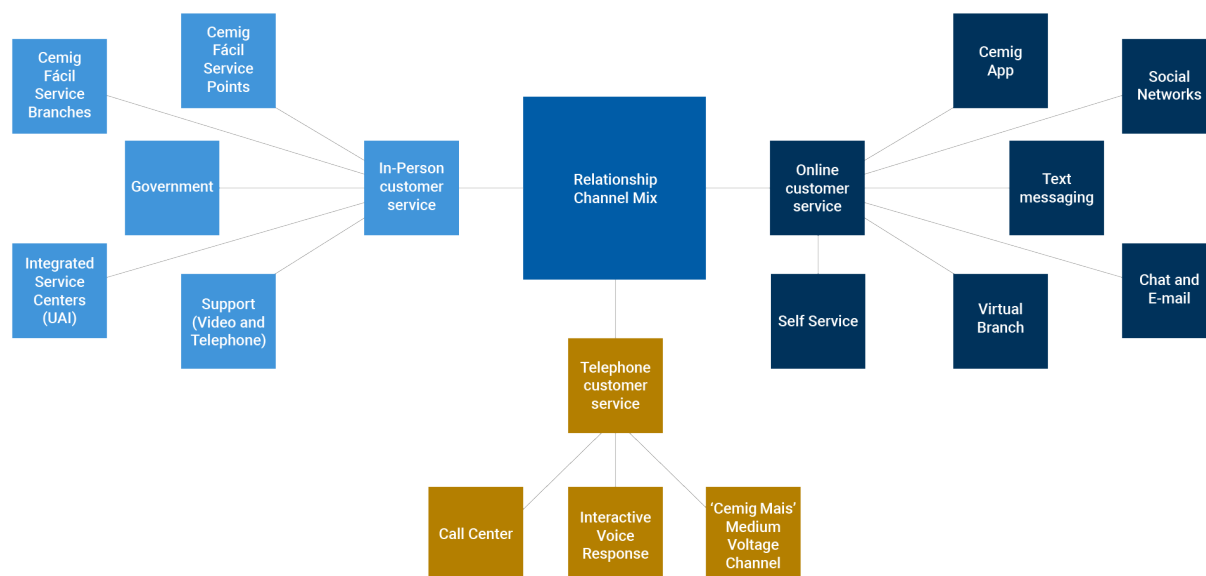 Cemig
Fácil
Service
Points
Cemig
Fácil
Service
Branches
Government
Integrated
Service
Centers
(UAI)
Support
(Video and
Telephone)
In-Person
customer
service
Relationship
Channel Mix
Online
customer
service
Cemig
App
Social
Networks
Text
messaging
Chat and
E-mail
Virtual
Branch
Self Service
Telephone
customer
service
Call Center
Interactive
Voice
Response
‘Cemig Mais’
Medium
Voltage
Channel